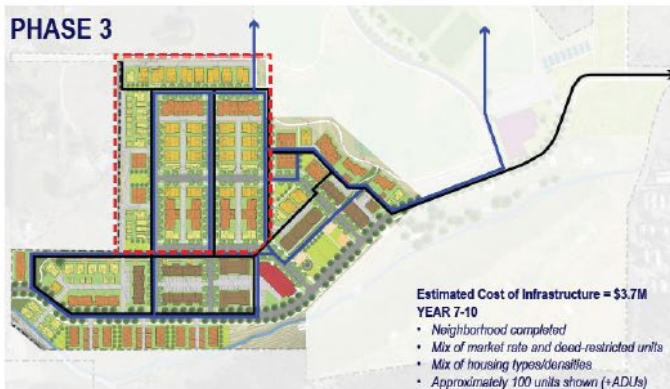 PHASE 3
Estimated Cost of Infrastructure = $3.7M
YEAR 7-10
• Neighborhood completed
• Mix of market rate and deed-restricted units
• Mix of housing types/densities
• Approximately 100 units shown (+ADUs)